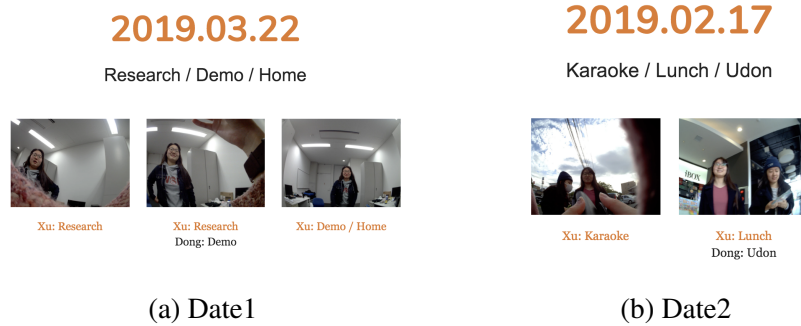 2019.03.22
Research / Demo / Home
Xu: Research
Xu: Research
Dong: Demo
Xu: Demo / Home
(a) Date1
2019.02.17
Karaoke / Lunch / Udon
BOX
Xu: Karaoke
Xu: Lunch
Dong: Udon
(b) Date2